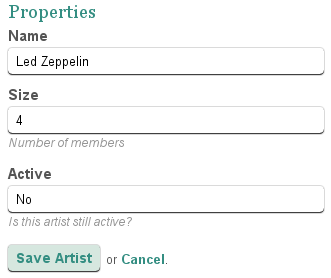 Properties
Name
Led Zeppelin
Size
4
Number of members
Active
No
Is this artist still active?
Save Artist or Cancel.